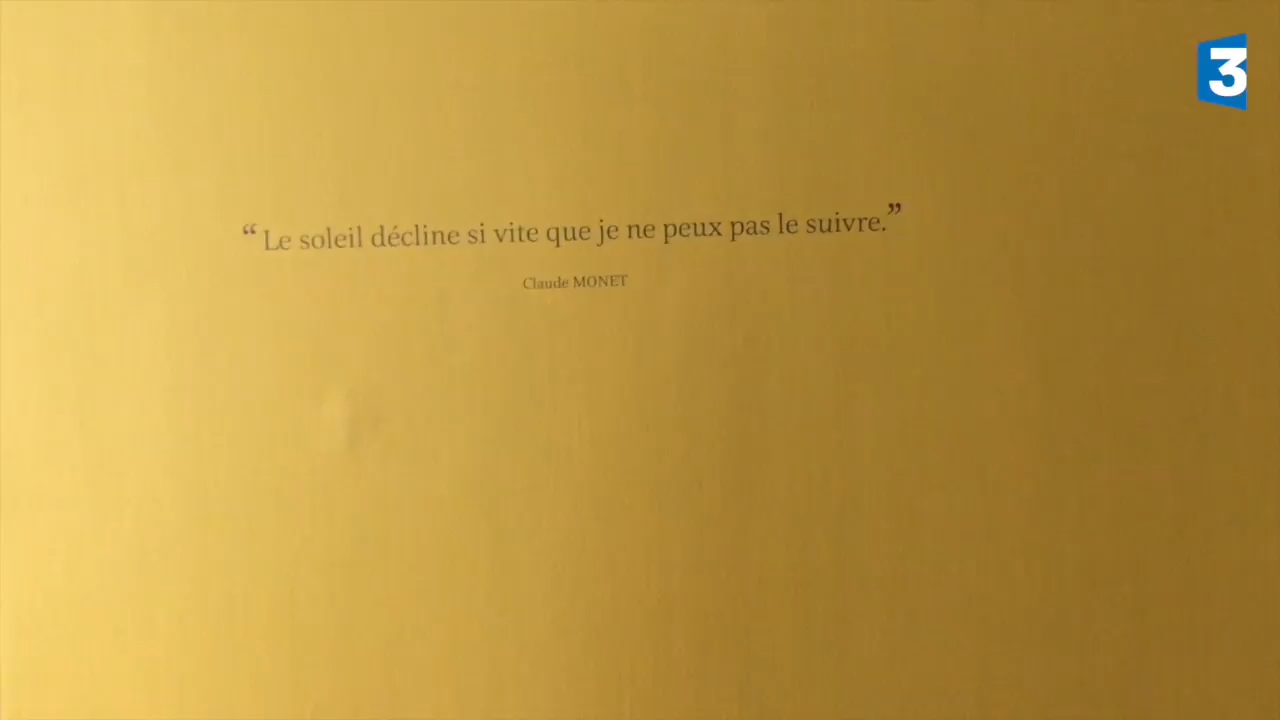 3
“Le soleil décline si vite que je ne peux pas le suivre.”
Claude MONET